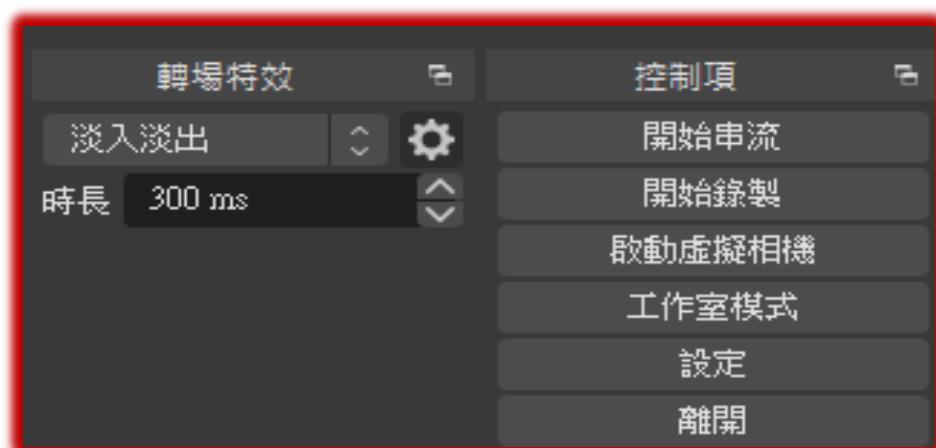 轉場特效
淡入淡出
時長 300 ms
控制項
開始串流
開始錄製
啟動虛擬相機
工作室模式
設定
離開